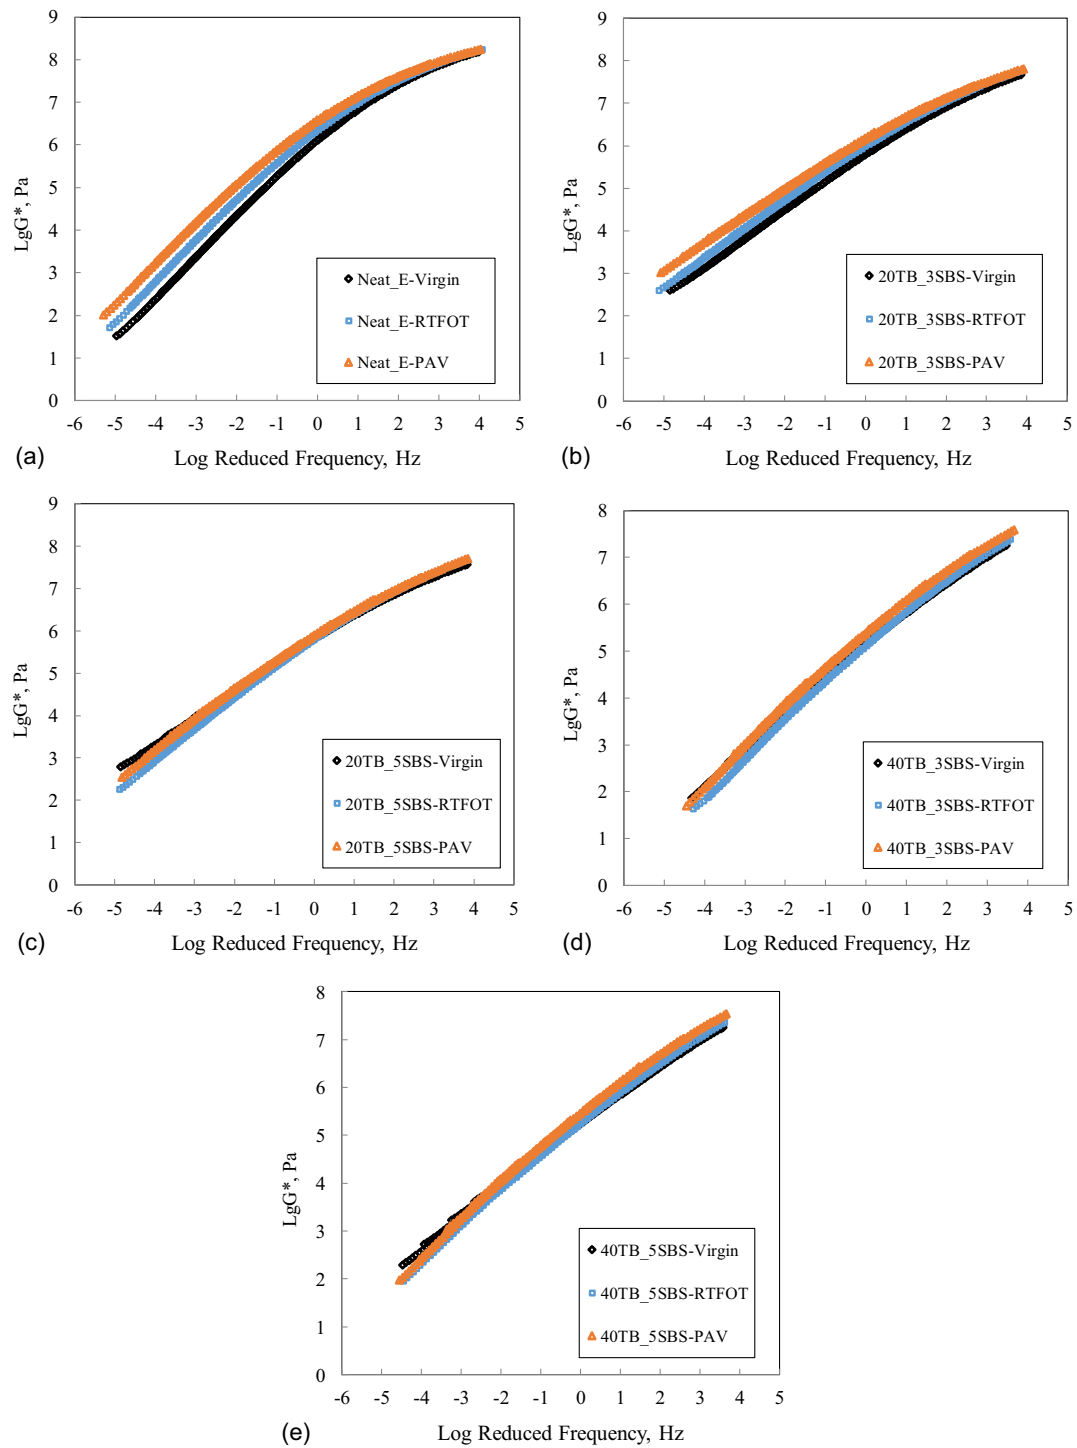 9
8
7
6
5
4
3
2
1
0
LgG*, Pa
-6 -5 -4 -3 -2 -1 0 1 2 3 4 5
Log Reduced Frequency, Hz
Neat_E-Virgin
Neat_E-RTFOT
Neat_E-PAV
(a)
9
8
7
6
5
4
3
2
1
0
LgG*, Pa
-6 -5 -4 -3 -2 -1 0 1 2 3 4 5
Log Reduced Frequency, Hz
20TB_3SBS-Virgin
20TB_3SBS-RTFOT
20TB_3SBS-PAV
(b)
9
8
7
6
5
4
3
2
1
0
LgG*, Pa
-6 -5 -4 -3 -2 -1 0 1 2 3 4 5
Log Reduced Frequency, Hz
20TB_5SBS-Virgin
20TB_5SBS-RTFOT
20TB_5SBS-PAV
(c)
8
7
6
5
4
3
2
1
0
LgG*, Pa
-6 -5 -4 -3 -2 -1 0 1 2 3 4 5
Log Reduced Frequency, Hz
40TB_3SBS-Virgin
40TB_3SBS-RTFOT
40TB_3SBS-PAV
(d)
8
7
6
5
4
3
2
1
0
LgG*, Pa
-6 -5 -4 -3 -2 -1 0 1 2 3 4 5
Log Reduced Frequency, Hz
40TB_5SBS-Virgin
40TB_5SBS-RTFOT
40TB_5SBS-PAV
(e)